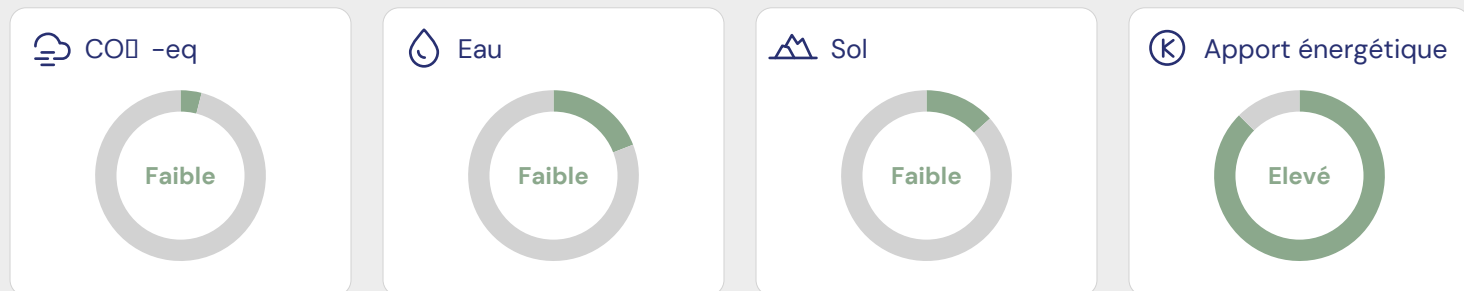 CO▯ -eq
Faible
Eau
Faible
Sol
Faible
Apport énergétique
Elevé